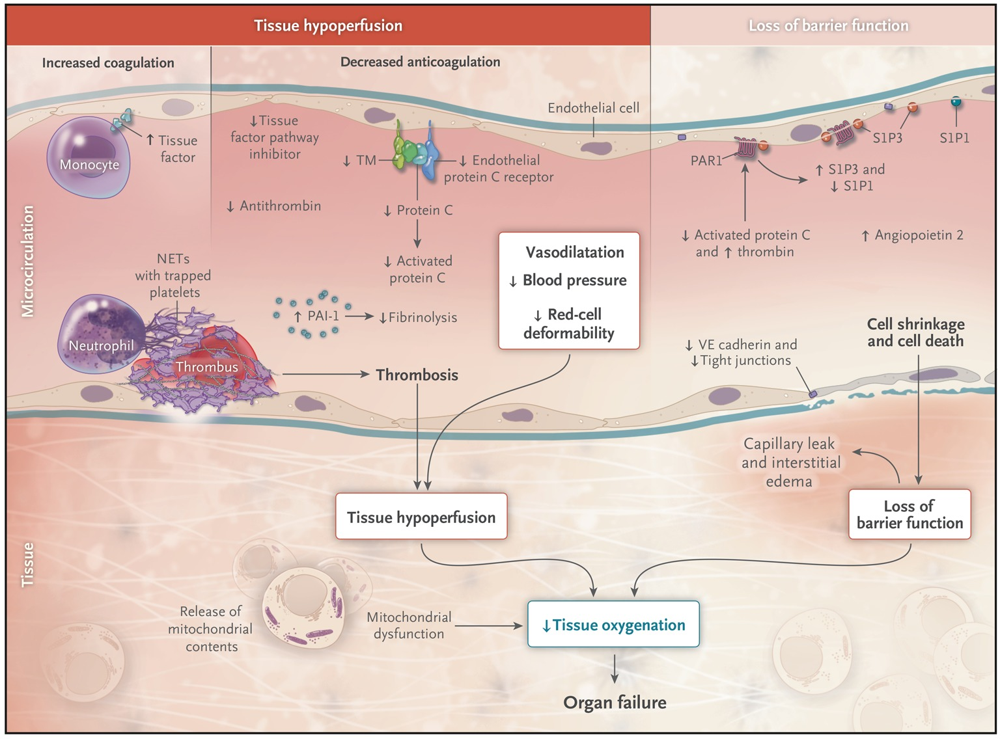 Tissue hypoperfusion
Loss of barrier function
Increased coagulation
Decreased anticoagulation
Microcirculation
Monocyte
↑ Tissue
factor
↓Tissue
factor pathway
inhibitor
↓ TM
↓ Endothelial
protein C receptor
Endothelial cell
↓ Antithrombin
↓ Protein C
↓ Activated
protein C
NETs
with trapped
platelets
Neutrophil
Thrombus
↑ PAI-1
↓Fibrinolysis
Thrombosis
Vasodilatation
↓ Blood pressure
↓ Red-cell
deformability
PAR1
S1P3
S1P1
↑ S1P3 and
↓ S1P1
↓ Activated protein C
and ↑ thrombin
↑ Angiopoietin 2
↓ VE cadherin and
↓Tight junctions
Cell shrinkage
and cell death
Capillary leak
and interstitial
edema
Tissue
Tissue hypoperfusion
Loss of
barrier function
Release of
mitochondrial
contents
Mitochondrial
dysfunction
↓Tissue oxygenation
Organ failure